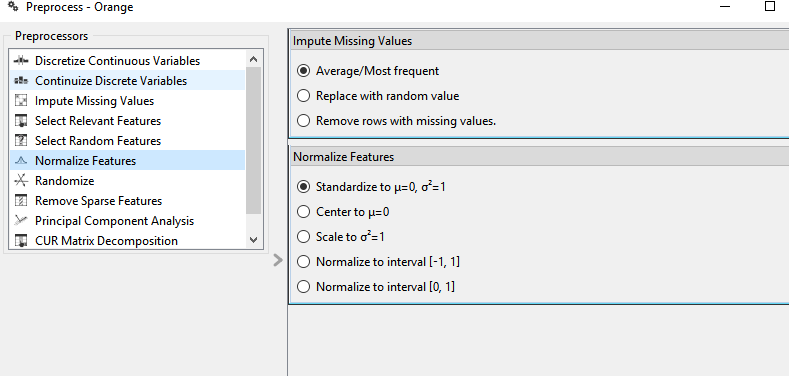 Preprocess - Orange
Preprocessors
Discretize Continuous Variables
Continuize Discrete Variables
Impute Missing Values
Select Relevant Features
Select Random Features
Normalize Features
Randomize
Remove Sparse Features
Principal Component Analysis
CUR Matrix Decomposition
Impute Missing Values
Average/Most frequent
Replace with random value
Remove rows with missing values.
Normalize Features
Standardize to μ=0, σ²=1
Center to μ=0
Scale to σ²=1
Normalize to interval [-1, 1]
Normalize to interval [0, 1]